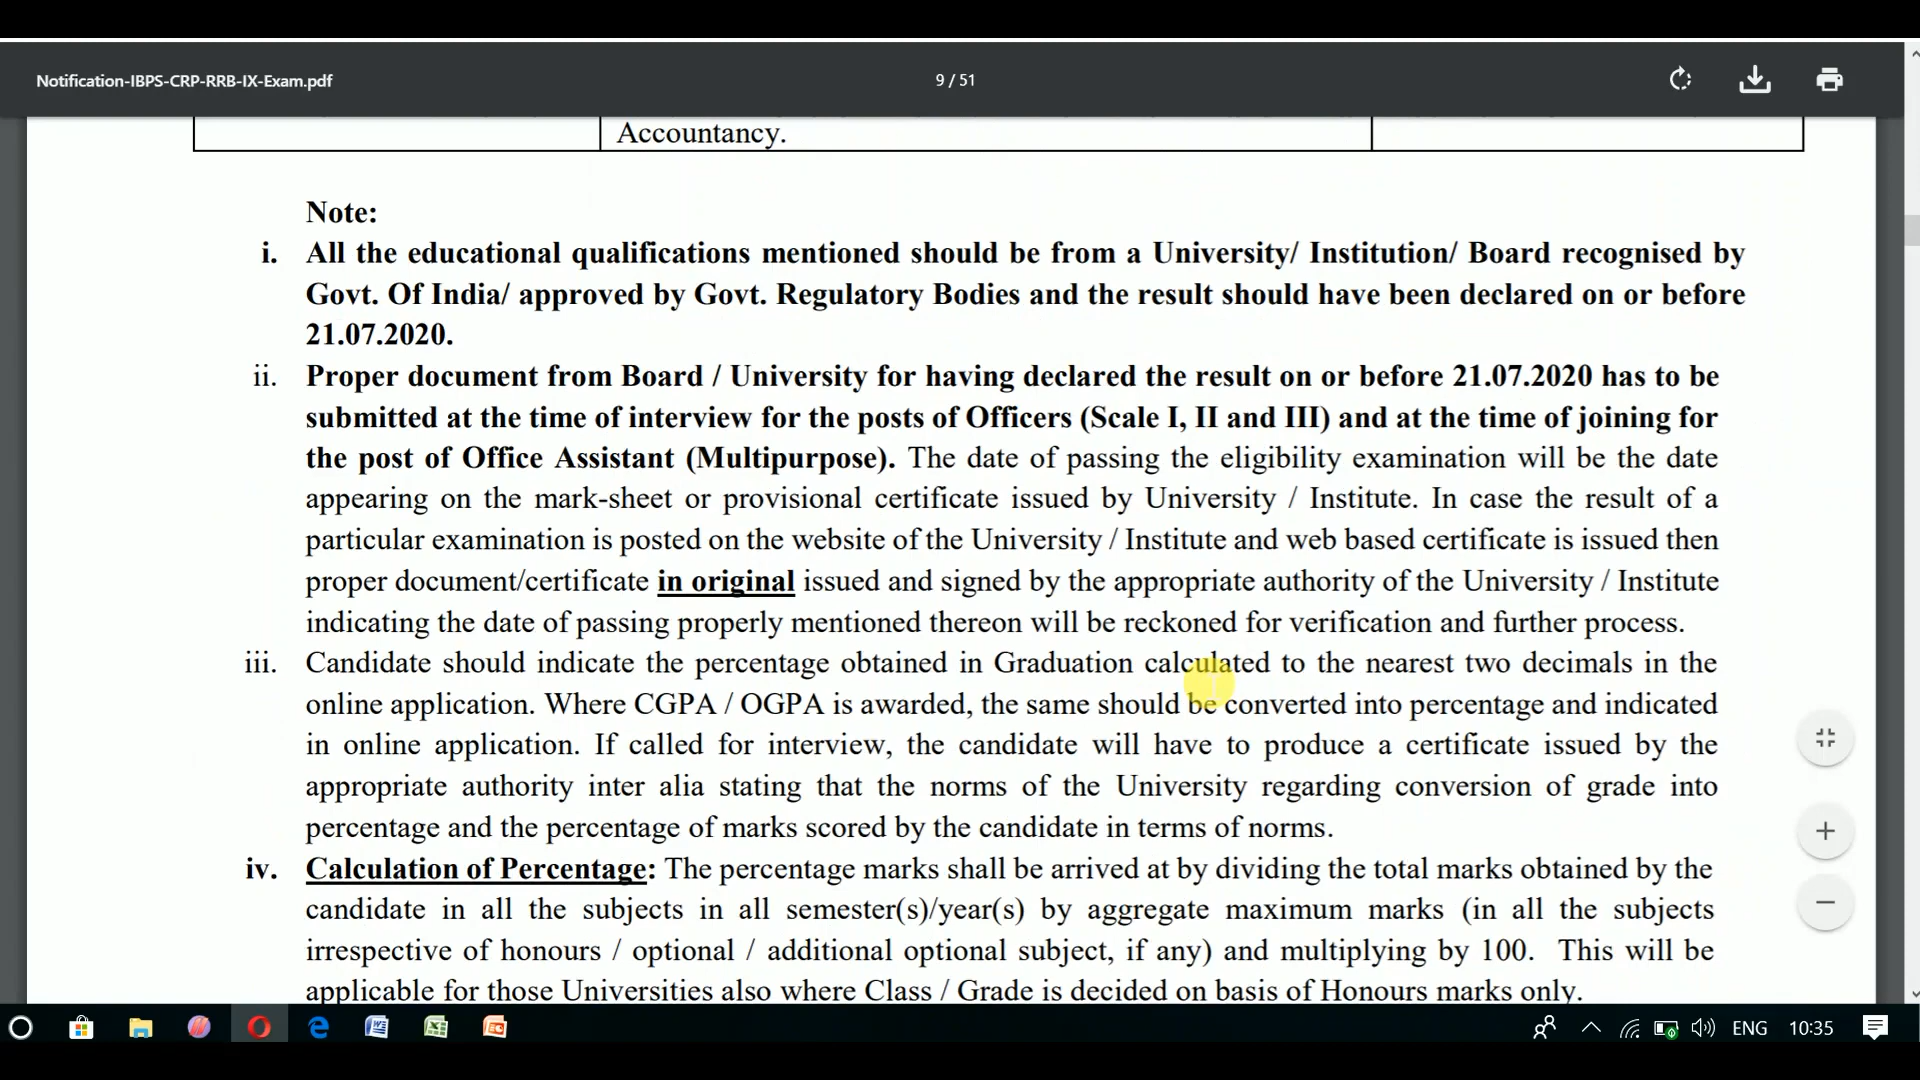 Notification-IBPS-CRP-RRB-IX-Exam.pdf
9 / 51
Accountancy.
Note:
i. All the educational qualifications mentioned should be from a University/ Institution/ Board recognised by
Govt. Of India/ approved by Govt. Regulatory Bodies and the result should have been declared on or before
21.07.2020.
ii. Proper document from Board / University for having declared the result on or before 21.07.2020 has to be
submitted at the time of interview for the posts of Officers (Scale I, II and III) and at the time of joining for
the post of Office Assistant (Multipurpose). The date of passing the eligibility examination will be the date
appearing on the mark-sheet or provisional certificate issued by University / Institute. In case the result of a
particular examination is posted on the website of the University / Institute and web based certificate is issued then
proper document/certificate in original issued and signed by the appropriate authority of the University / Institute
indicating the date of passing properly mentioned thereon will be reckoned for verification and further process.
iii. Candidate should indicate the percentage obtained in Graduation calculated to the nearest two decimals in the
online application. Where CGPA / OGPA is awarded, the same should be converted into percentage and indicated
in online application. If called for interview, the candidate will have to produce a certificate issued by the
appropriate authority inter alia stating that the norms of the University regarding conversion of grade into
percentage and the percentage of marks scored by the candidate in terms of norms.
iv. Calculation of Percentage: The percentage marks shall be arrived at by dividing the total marks obtained by the
candidate in all the subjects in all semester(s)/year(s) by aggregate maximum marks (in all the subjects
irrespective of honours / optional / additional optional subject, if any) and multiplying by 100. This will be
applicable for those Universities also where Class / Grade is decided on basis of Honours marks only.
ENG 10:35